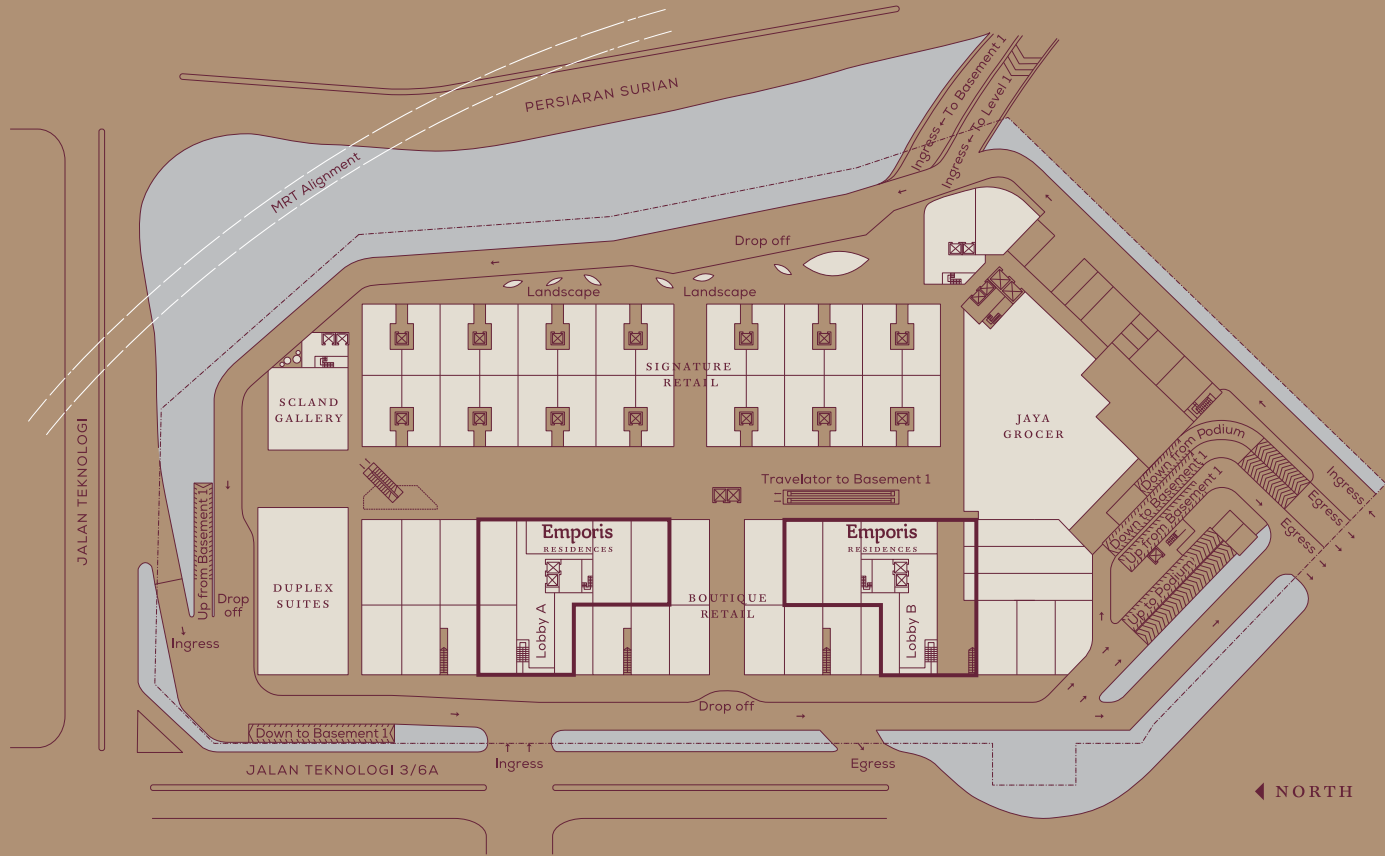 PERSIARAN SURIAN
Ingress ← To Basement 1
Ingress ← To Level 1
MRT Alignment
Drop off
Landscape
Landscape
SIGNATURE
RETAIL
SCLAND
GALLERY
JAYA
GROCER
JALAN TEKNOLOGI
Travelator to Basement 1
Down from Podium
Down to Basement 1
Up from Basement 1
Ingress
Egress
Egress
Up to Podium
Up from Basement 1
Drop
off
Ingress
DUPLEX
SUITES
Emporis
RESIDENCES
Lobby A
BOUTIQUE
RETAIL
Emporis
RESIDENCES
Lobby B
Drop off
Down to Basement 1
Ingress
Egress
JALAN TEKNOLOGI 3/6A
NORTH